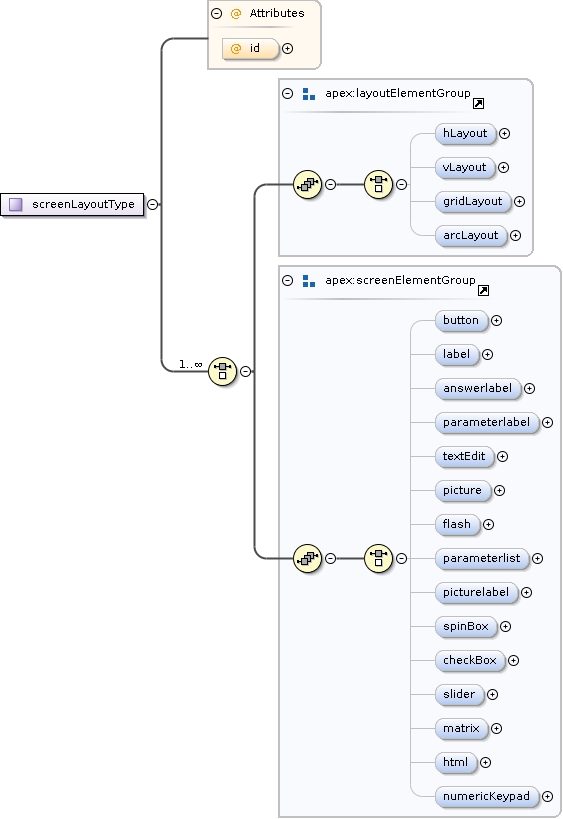 @ Attributes
@ id
apex:layoutElementGroup
hLayout
vLayout
screenLayoutType
gridLayout
arcLayout
apex:screenElementGroup
button
label
1..∞
answerlabel
parameterlabel
textEdit
picture
flash
parameterlist
picturelabel
spinBox
checkBox
slider
matrix
html
numericKeypad